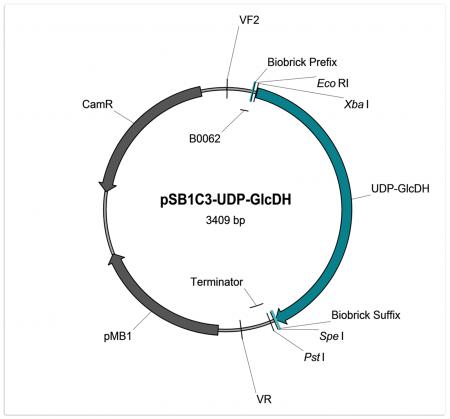 VF2
Biobrick Prefix
Eco RI
Xba I
CamR
B0062
UDP-GlcDH
pSB1C3-UDP-GlcDH
3409 bp
Terminator
Biobrick Suffix
Spe I
Pst I
pMB1
VR